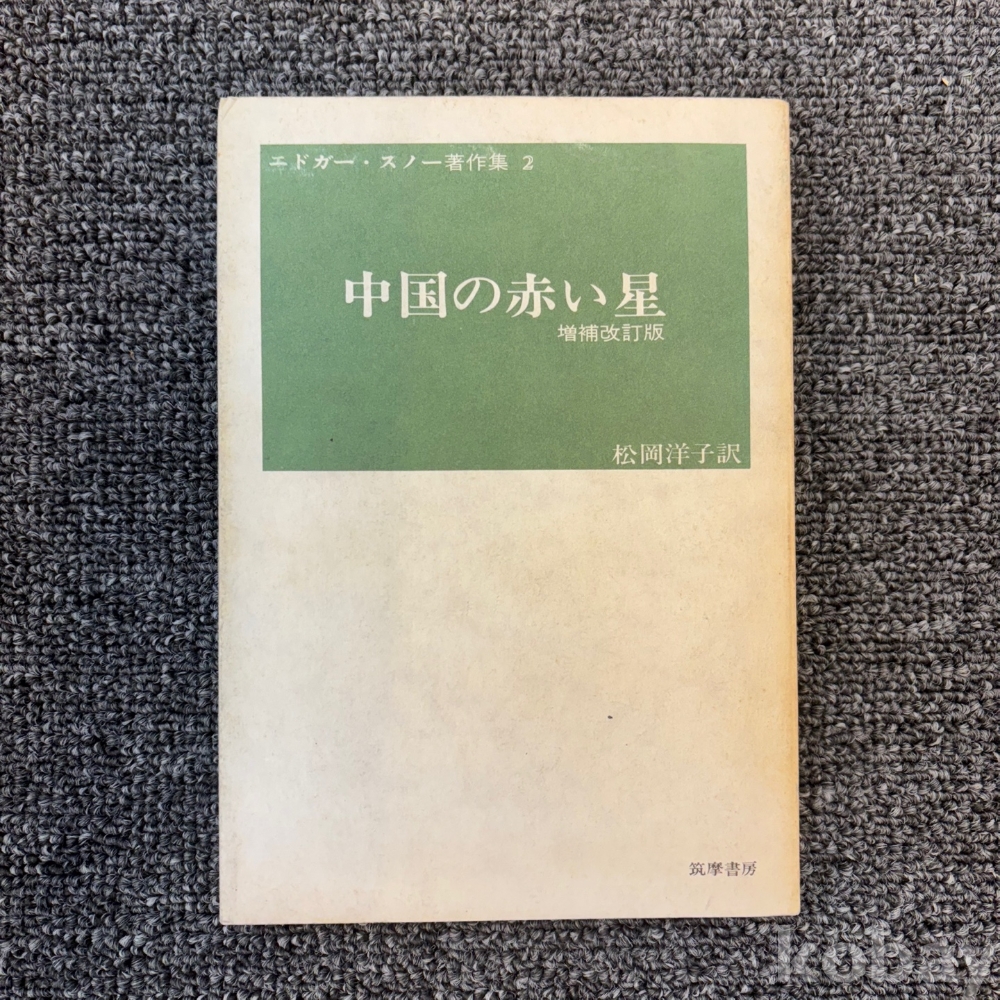 エドガー・スノー著作集 2
中国の赤い星
増補改訂版
松岡洋子訳
筑摩書房
kobay